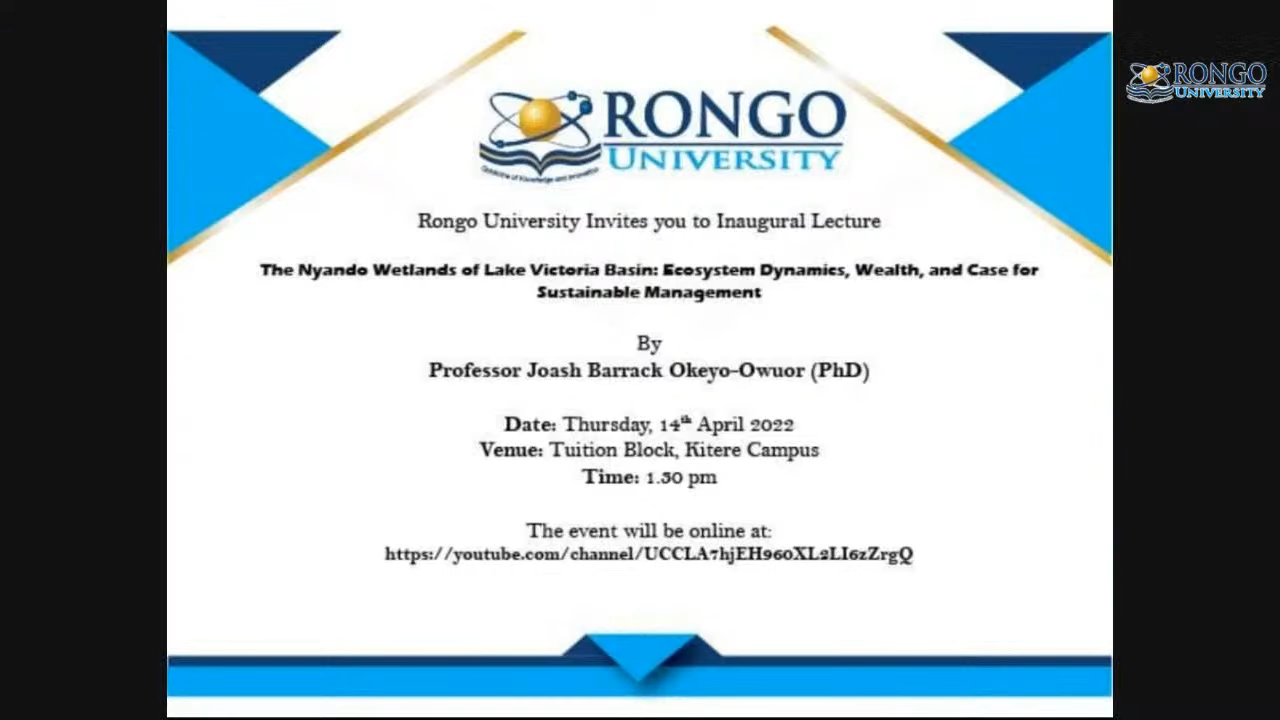 RONGO
UNIVERSITY
RONGO
UNIVERSITY
Rongo University Invites you to Inaugural Lecture
The Nyando Wetlands of Lake Victoria Basin: Ecosystem Dynamics, Wealth, and Case for
Sustainable Management
By
Professor Joash Barrack Okeyo-Owuor (PhD)
Date: Thursday, 14th April 2022
Venue: Tuition Block, Kitere Campus
Time: 1.30 pm
The event will be online at:
https://youtube.com/channel/UCCLA7hjEH960XL2LI6zZrgQ